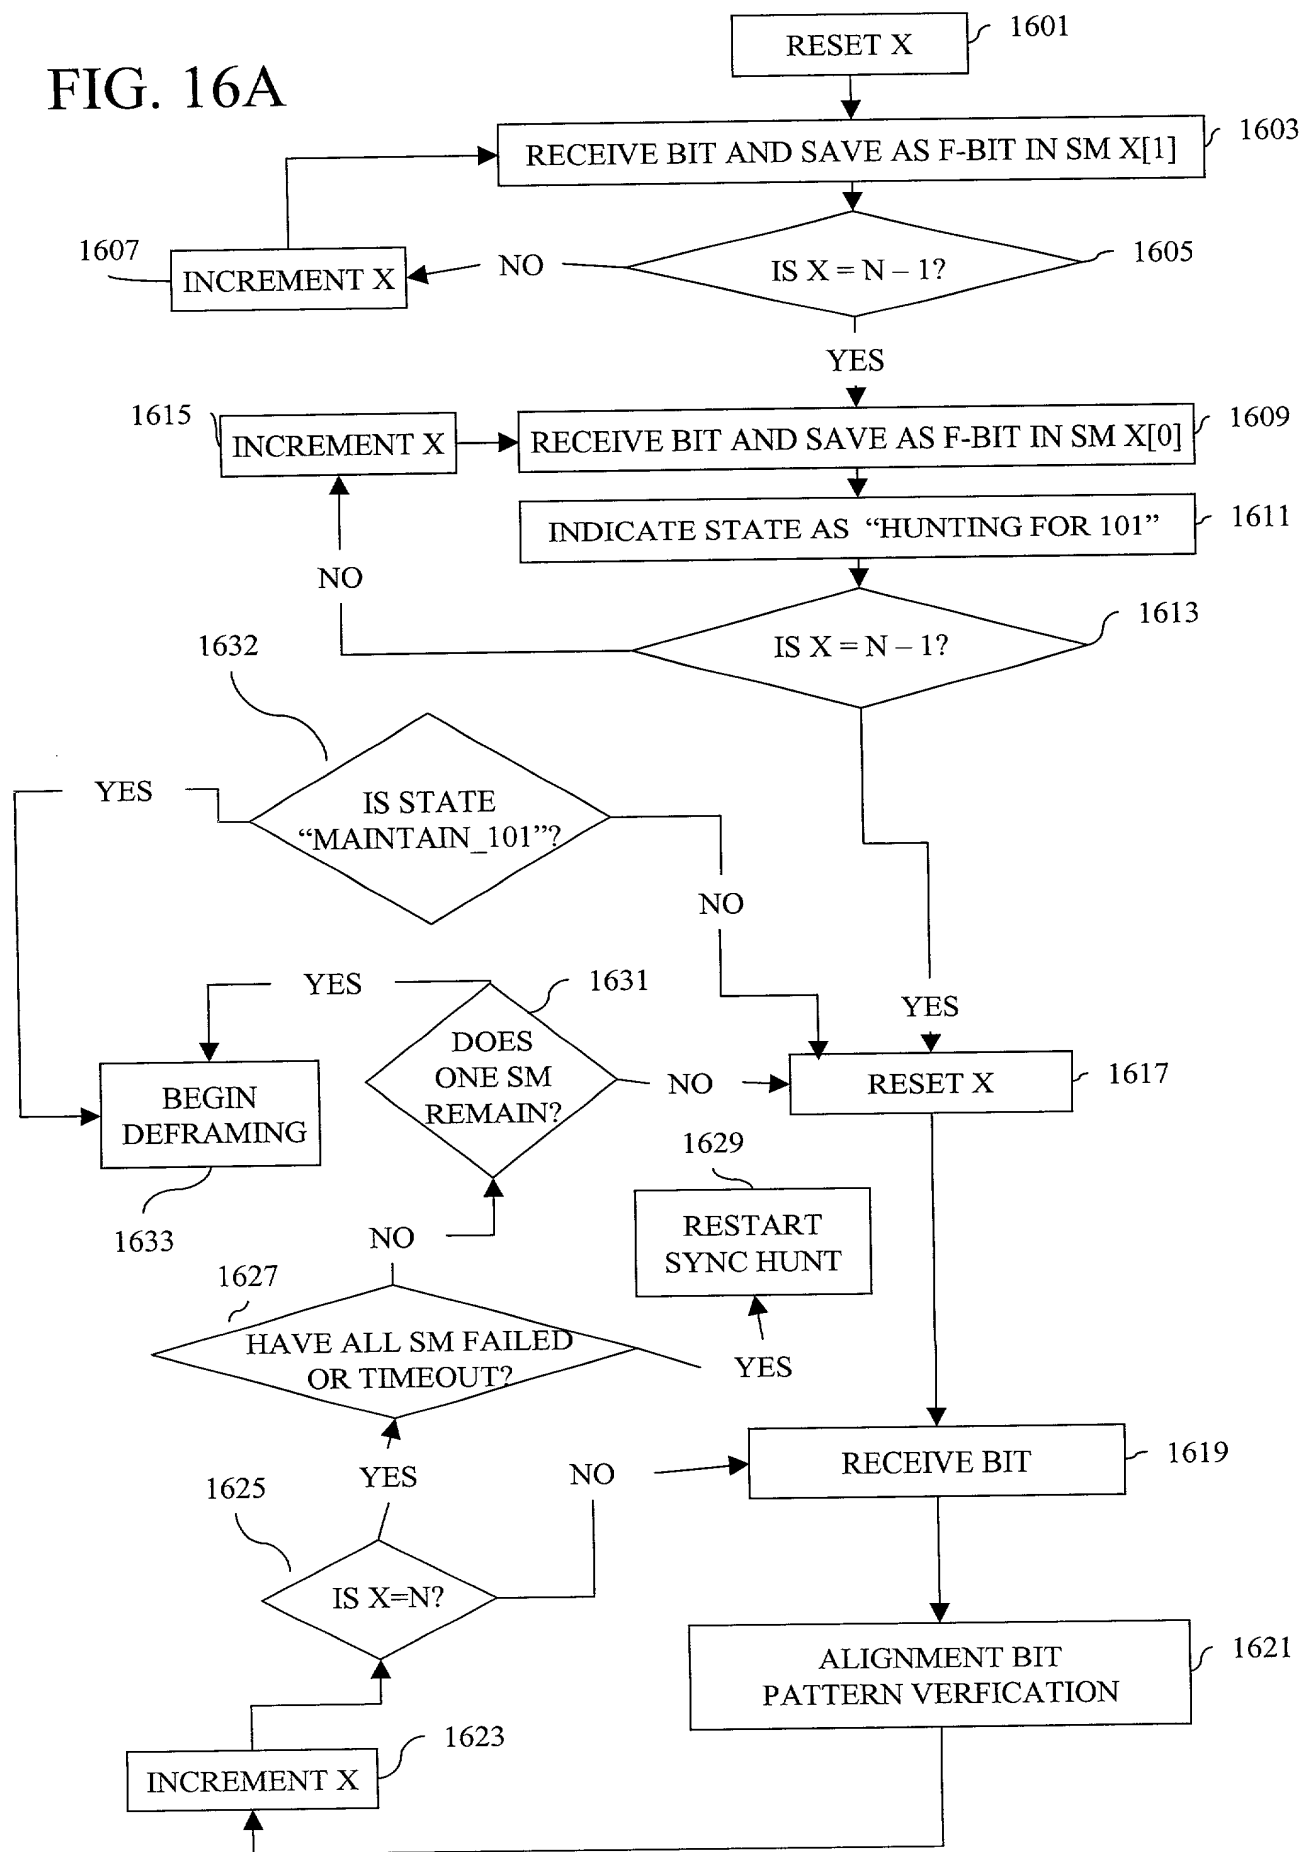 FIG. 16A
RESET X
1601
RECEIVE BIT AND SAVE AS F-BIT IN SM X[1]
1603
1607
INCREMENT X
NO
IS X = N – 1?
1605
YES
1615
INCREMENT X
RECEIVE BIT AND SAVE AS F-BIT IN SM X[0]
1609
INDICATE STATE AS “HUNTING FOR 101”
1611
NO
IS X = N – 1?
1613
1632
YES
IS STATE
“MAINTAIN_101”?
NO
YES
YES
1631
DOES
ONE SM
REMAIN?
NO
RESET X
1617
BEGIN
DEFRAMING
1633
1629
RESTART
SYNC HUNT
NO
1627
HAVE ALL SM FAILED
OR TIMEOUT?
YES
RECEIVE BIT
1619
1625
YES
NO
IS X=N?
ALIGNMENT BIT
PATTERN VERFICATION
1621
1623
INCREMENT X